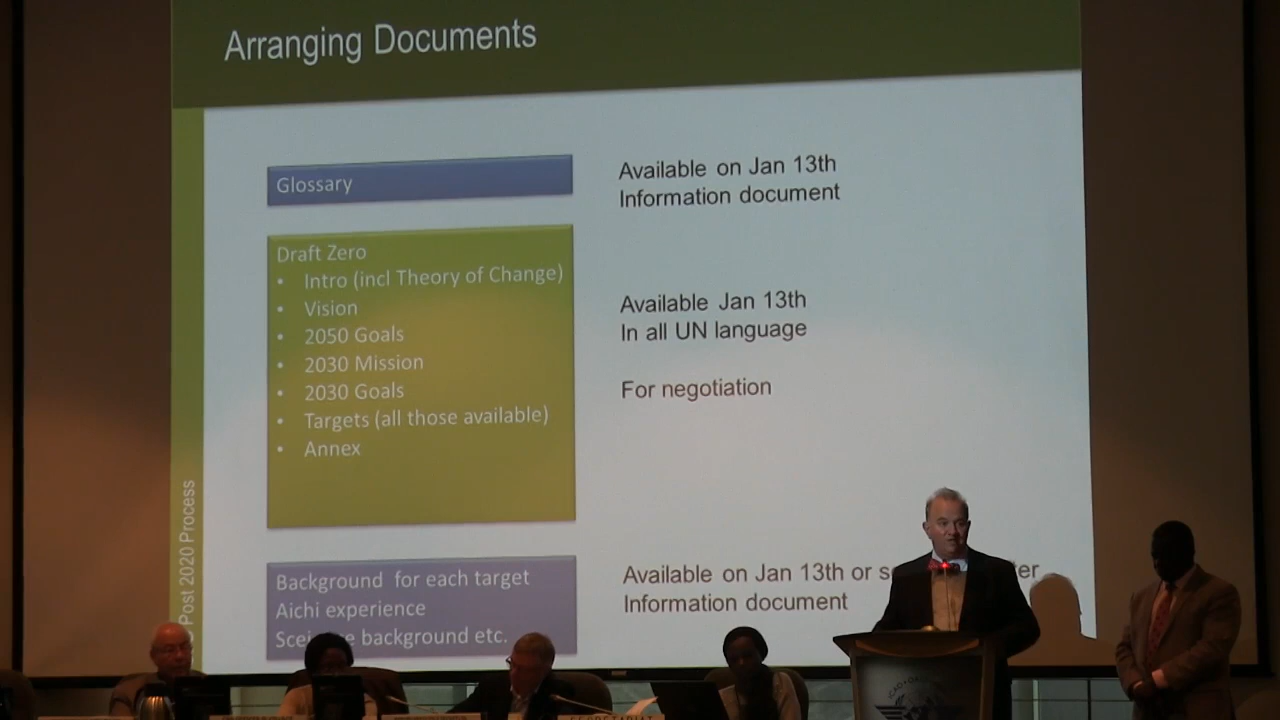 Arranging Documents
Glossary
Available on Jan 13th
Information document
Draft Zero
• Intro (incl Theory of Change)
• Vision
• 2050 Goals
• 2030 Mission
• 2030 Goals
• Targets (all those available)
• Annex
Available Jan 13th
In all UN language
For negotiation
Background for each target
Aichi experience
background etc.
Available on Jan 13th or
Information document
Post 2020 Process
SECRETARIAT